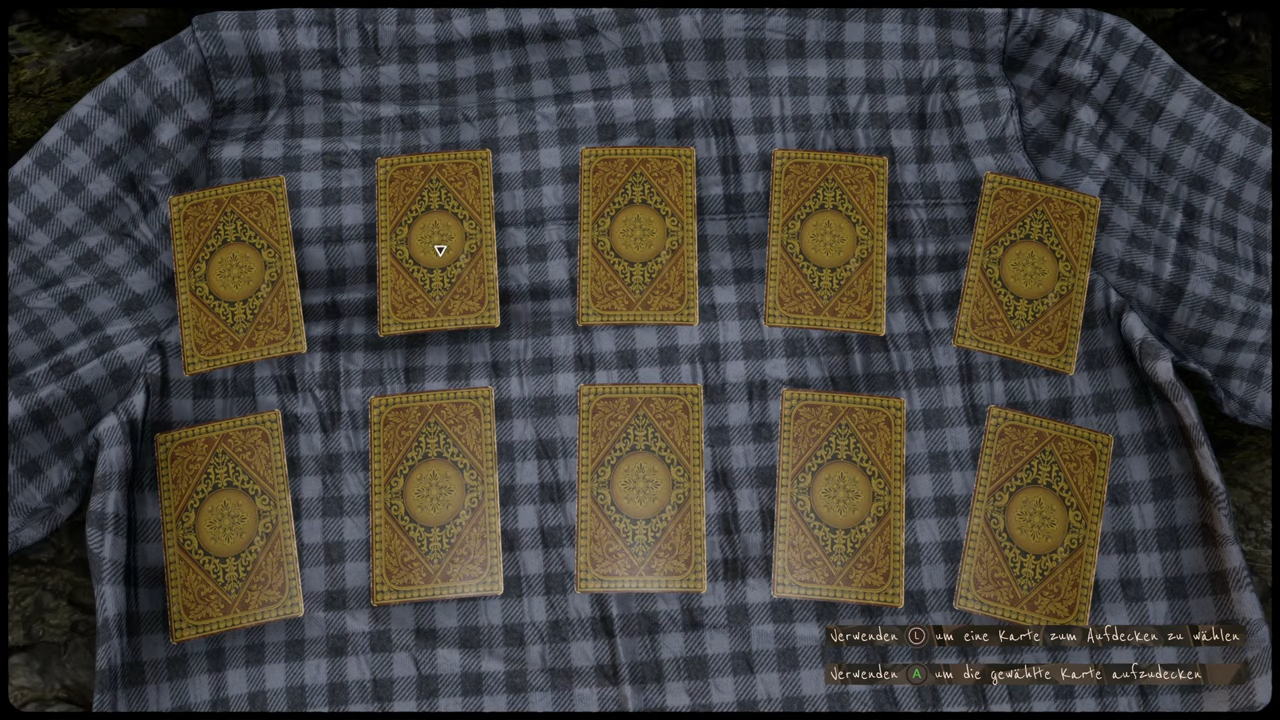 Verwenden L um eine Karte zum Aufdecken zu wählen
Verwenden A um die gewählte Karte aufzudecken